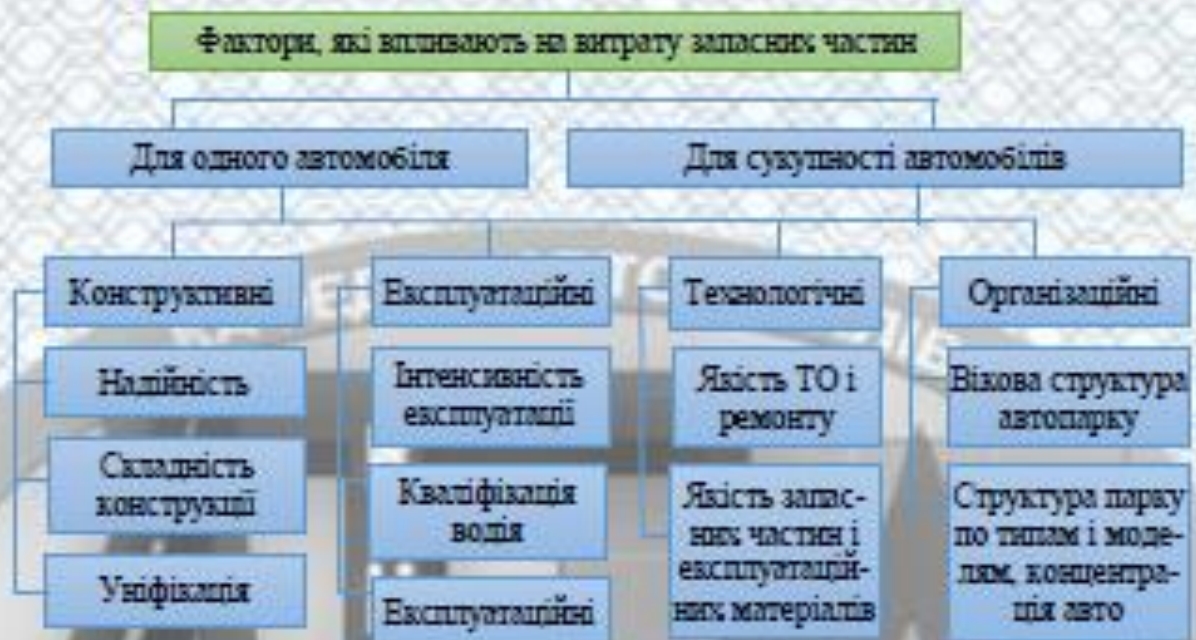 Фактори, які впливають на витрату запасних частин
Для одного автомобіля
Для сукупності автомобілів
Конструктивні
Надійність
Складність
конструкції
Уніфікація
Експлуатаційні
Інтенсивність
експлуатації
Кваліфікація
водія
Експлуатаційні
Технологічні
Якість ТО і
ремонту
Якість запас-
них частин і
експлуатацій-
них матеріалів
Організаційні
Вікова структура
автопарку
Структура парку
по типам і моде-
лям, концентра-
ція авто